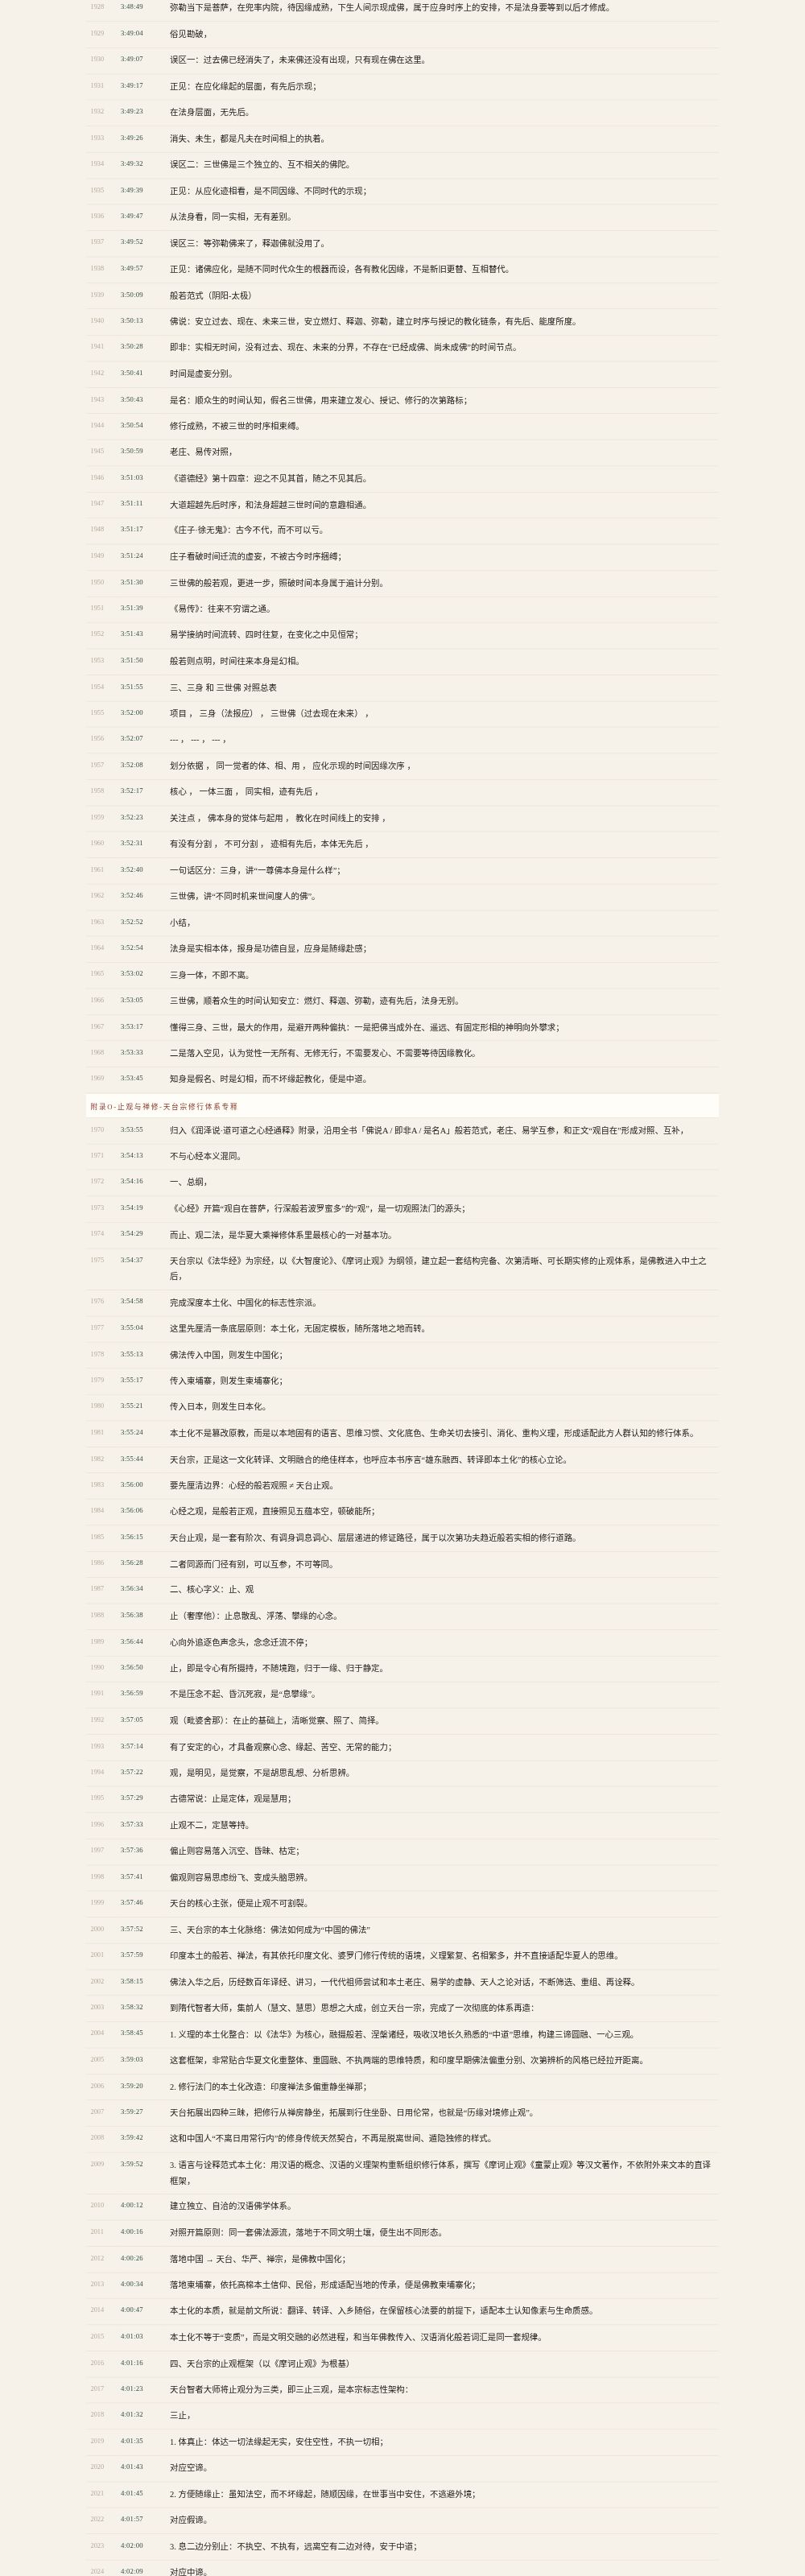 1928 3:48:49 弥勒当下是菩萨，在兜率内院，待因缘成熟，下生人间示现成佛，属于应身时序上的安排，不是法身要等到以后才修成。
1929 3:49:04 俗见勘破，
1930 3:49:07 误区一：过去佛已经消失了，未来佛还没有出现，只有现在佛在这里。
1931 3:49:17 正见：在应化缘起的层面，有先后示现；
1932 3:49:23 在法身层面，无先后。
1933 3:49:26 消失、未生，都是凡夫在时间相上的执着。
1934 3:49:32 误区二：三世佛是三个独立的、互不相关的佛陀。
1935 3:49:39 正见：从应化迹相看，是不同因缘、不同时代的示现；
1936 3:49:47 从法身看，同一实相，无有差别。
1937 3:49:52 误区三：等弥勒佛来了，释迦佛就没用了。
1938 3:49:57 正见：诸佛应化，是随不同时代众生的根器而设，各有教化因缘，不是新旧更替、互相替代。
1939 3:50:09 般若范式（阴阳-太极）
1940 3:50:13 佛说：安立过去、现在、未来三世，安立燃灯、释迦、弥勒，建立时序与授记的教化链条，有先后、能度所度。
1941 3:50:28 即非：实相无时间，没有过去、现在、未来的分界，不存在“已经成佛、尚未成佛”的时间节点。
1942 3:50:41 时间是虚妄分别。
1943 3:50:43 是名：顺众生的时间认知，假名三世佛，用来建立发心、授记、修行的次第路标；
1944 3:50:54 修行成熟，不被三世的时序相束缚。
1945 3:50:59 老庄、易传对照，
1946 3:51:03 《道德经》第十四章：迎之不见其首，随之不见其后。
1947 3:51:11 大道超越先后时序，和法身超越三世时间的意趣相通。
1948 3:51:17 《庄子·徐无鬼》：古今不代，而不可以亏。
1949 3:51:24 庄子看破时间迁流的虚妄，不被古今时序捆缚；
1950 3:51:30 三世佛的般若观，更进一步，照破时间本身属于遍计分别。
1951 3:51:39 《易传》：往来不穷谓之通。
1952 3:51:43 易学接纳时间流转、四时往复，在变化之中见恒常；
1953 3:51:50 般若则点明，时间往来本身是幻相。
1954 3:51:55 三、三身 和 三世佛 对照总表
1955 3:52:00 项目 ， 三身（法报应） ， 三世佛（过去现在未来） ，
1956 3:52:07 --- ， --- ， --- ，
1957 3:52:08 划分依据 ， 同一觉者的体、相、用 ， 应化示现的时间因缘次序 ，
1958 3:52:17 核心 ， 一体三面 ， 同实相，迹有先后 ，
1959 3:52:23 关注点 ， 佛本身的觉体与起用 ， 教化在时间线上的安排 ，
1960 3:52:31 有没有分割 ， 不可分割 ， 迹相有先后，本体无先后 ，
1961 3:52:40 一句话区分：三身，讲“一尊佛本身是什么样”；
1962 3:52:46 三世佛，讲“不同时机来世间度人的佛”。
1963 3:52:52 小结，
1964 3:52:54 法身是实相本体，报身是功德自显，应身是随缘赴感；
1965 3:53:02 三身一体，不即不离。
1966 3:53:05 三世佛，顺着众生的时间认知安立：燃灯、释迦、弥勒，迹有先后，法身无别。
1967 3:53:17 懂得三身、三世，最大的作用，是避开两种偏执：一是把佛当成外在、遥远、有固定形相的神明向外攀求；
1968 3:53:33 二是落入空见，认为觉性一无所有、无修无行，不需要发心、不需要等待因缘教化。
1969 3:53:45 知身是假名、时是幻相，而不坏缘起教化，便是中道。
附录O-止观与禅修-天台宗修行体系专释
1970 3:53:55 归入《润泽说·道可道之心经通释》附录，沿用全书「佛说A / 即非A / 是名A」般若范式，老庄、易学互参，和正文“观自在”形成对照、互补，
1971 3:54:13 不与心经本义混同。
1972 3:54:16 一、总纲，
1973 3:54:19 《心经》开篇“观自在菩萨，行深般若波罗蜜多”的“观”，是一切观照法门的源头；
1974 3:54:29 而止、观二法，是华夏大乘禅修体系里最核心的一对基本功。
1975 3:54:37 天台宗以《法华经》为宗经，以《大智度论》、《摩诃止观》为纲领，建立起一套结构完备、次第清晰、可长期实修的止观体系，是佛教进入中土之
后，
1976 3:54:58 完成深度本土化、中国化的标志性宗派。
1977 3:55:04 这里先厘清一条底层原则：本土化，无固定模板，随所落地之地而转。
1978 3:55:13 佛法传入中国，则发生中国化；
1979 3:55:17 传入柬埔寨，则发生柬埔寨化；
1980 3:55:21 传入日本，则发生日本化。
1981 3:55:24 本土化不是篡改原教，而是以本地固有的语言、思维习惯、文化底色、生命关切去接引、消化、重构义理，形成适配此方人群认知的修行体系。
1982 3:55:44 天台宗，正是这一文化转译、文明融合的绝佳样本，也呼应本书序言“雄东融西、转译即本土化”的核心立论。
1983 3:56:00 要先厘清边界：心经的般若观照 ≠ 天台止观。
1984 3:56:06 心经之观，是般若正观，直接照见五蕴本空，顿破能所；
1985 3:56:15 天台止观，是一套有阶次、有调身调息调心、层层递进的修证路径，属于以次第功夫趋近般若实相的修行道路。
1986 3:56:28 二者同源而门径有别，可以互参，不可等同。
1987 3:56:34 二、核心字义：止、观
1988 3:56:38 止（奢摩他）：止息散乱、浮荡、攀缘的心念。
1989 3:56:44 心向外追逐色声念头，念念迁流不停；
1990 3:56:50 止，即是令心有所摄持，不随境跑，归于一缘、归于静定。
1991 3:56:59 不是压念不起、昏沉死寂，是“息攀缘”。
1992 3:57:05 观（毗婆舍那）：在止的基础上，清晰觉察、照了、简择。
1993 3:57:14 有了安定的心，才具备观察心念、缘起、苦空、无常的能力；
1994 3:57:22 观，是明见，是觉察，不是胡思乱想、分析思辨。
1995 3:57:29 古德常说：止是定体，观是慧用；
1996 3:57:33 止观不二，定慧等持。
1997 3:57:36 偏止则容易落入沉空、昏昧、枯定；
1998 3:57:41 偏观则容易思虑纷飞、变成头脑思辨。
1999 3:57:46 天台的核心主张，便是止观不可割裂。
2000 3:57:52 三、天台宗的本土化脉络：佛法如何成为“中国的佛法”
2001 3:57:59 印度本土的般若、禅法，有其依托印度文化、婆罗门修行传统的语境，义理繁复、名相繁多，并不直接适配华夏人的思维。
2002 3:58:15 佛法入华之后，历经数百年译经、讲习，一代代祖师尝试和本土老庄、易学的虚静、天人之论对话，不断筛选、重组、再诠释。
2003 3:58:32 到隋代智者大师，集前人（慧文、慧思）思想之大成，创立天台一宗，完成了一次彻底的体系再造：
2004 3:58:45 1. 义理的本土化整合：以《法华》为核心，融摄般若、涅槃诸经，吸收汉地长久熟悉的“中道”思维，构建三谛圆融、一心三观。
2005 3:59:03 这套框架，非常贴合华夏文化重整体、重圆融、不执两端的思维特质，和印度早期佛法偏重分别、次第辨析的风格已经拉开距离。
2006 3:59:20 2. 修行法门的本土化改造：印度禅法多偏重静坐禅那；
2007 3:59:27 天台拓展出四种三昧，把修行从禅房静坐，拓展到行住坐卧、日用伦常，也就是“历缘对境修止观”。
2008 3:59:42 这和中国人“不离日用常行内”的修身传统天然契合，不再是脱离世间、遁隐独修的样式。
2009 3:59:52 3. 语言与诠释范式本土化：用汉语的概念、汉语的义理架构重新组织修行体系，撰写《摩诃止观》《童蒙止观》等汉文著作，不依附外来文本的直译
框架，
2010 4:00:12 建立独立、自洽的汉语佛学体系。
2011 4:00:16 对照开篇原则：同一套佛法源流，落地于不同文明土壤，便生出不同形态。
2012 4:00:26 落地中国 → 天台、华严、禅宗，是佛教中国化；
2013 4:00:34 落地柬埔寨，依托高棉本土信仰、民俗，形成适配当地的传承，便是佛教柬埔寨化；
2014 4:00:47 本土化的本质，就是前文所说：翻译、转译、入乡随俗，在保留核心法要的前提下，适配本土认知像素与生命质感。
2015 4:01:03 本土化不等于“变质”，而是文明交融的必然进程，和当年佛教传入、汉语消化般若词汇是同一套规律。
2016 4:01:16 四、天台宗的止观框架（以《摩诃止观》为根基）
2017 4:01:23 天台智者大师将止观分为三类，即三止三观，是本宗标志性架构：
2018 4:01:32 三止，
2019 4:01:35 1. 体真止：体达一切法缘起无实，安住空性，不执一切相；
2020 4:01:43 对应空谛。
2021 4:01:45 2. 方便随缘止：虽知法空，而不坏缘起，随顺因缘，在世事当中安住，不逃避外境；
2022 4:01:57 对应假谛。
2023 4:02:00 3. 息二边分别止：不执空、不执有，远离空有二边对待，安于中道；
2024 4:02:09 对应中谛。